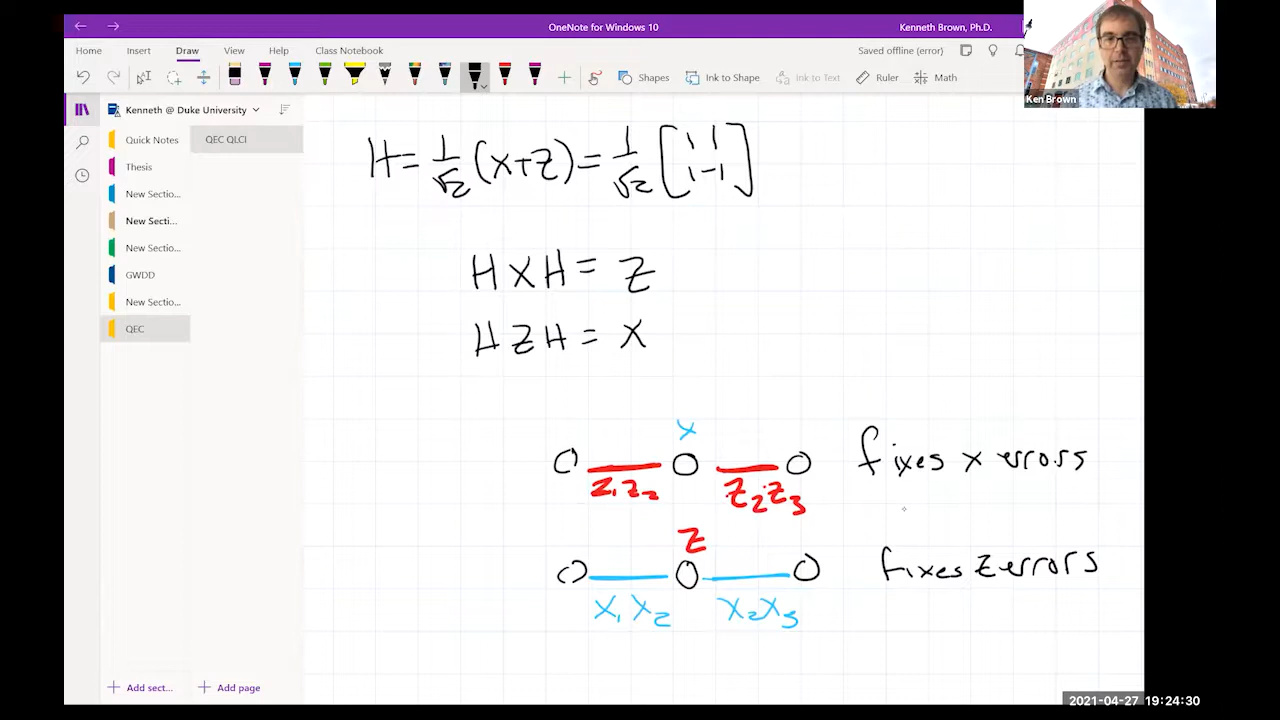 OneNote for Windows 10
Kenneth Brown, Ph.D.
Home Insert Draw View Help Class Notebook
Saved offline (error)
Shapes Ink to Shape Ink to Text Ruler Math
Kenneth @ Duke University
Quick Notes
Thesis
New Sectio...
New Secti...
New Sectio...
GWDD
New Sectio...
QEC
QEC QLCI
Add sect...
Add page
H = 1/√2 (X+Z) = 1/√2 [1 1
1 -1]
H X H = Z
H Z H = X
X
Z₁Z₂ Z₂Z₃ fixes x errors
Z
X₁X₂ X₂X₃ fixes z errors
Ken Brown
2021-04-27 19:24:30